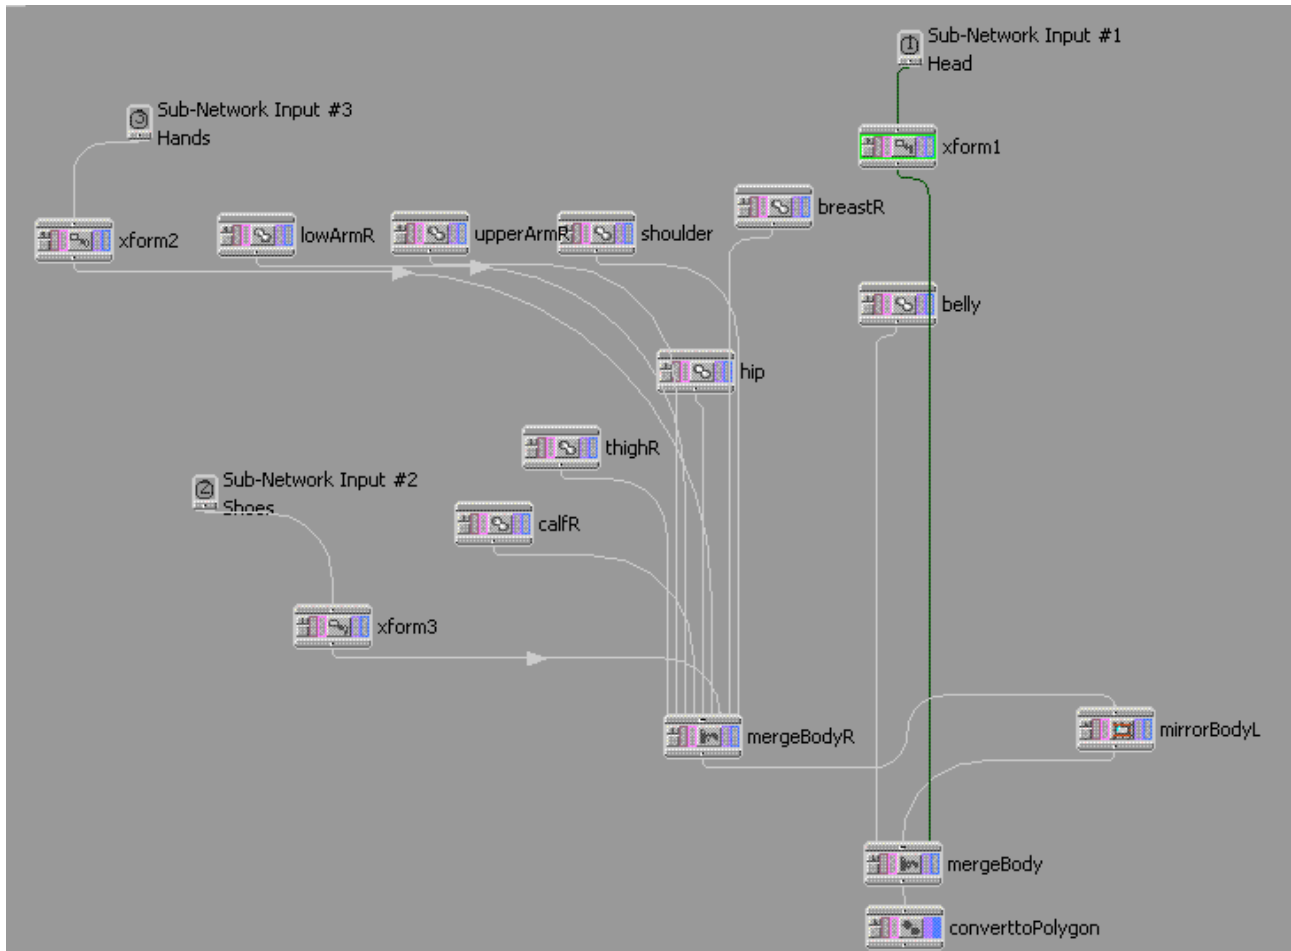 Sub-Network Input #1
Head
Sub-Network Input #3
Hands
xform1
breastR
xform2
lowArmR
upperArmR
shoulder
belly
hip
thighR
Sub-Network Input #2
Shoes
calfR
xform3
mergeBodyR
mirrorBodyL
mergeBody
converttoPolygon